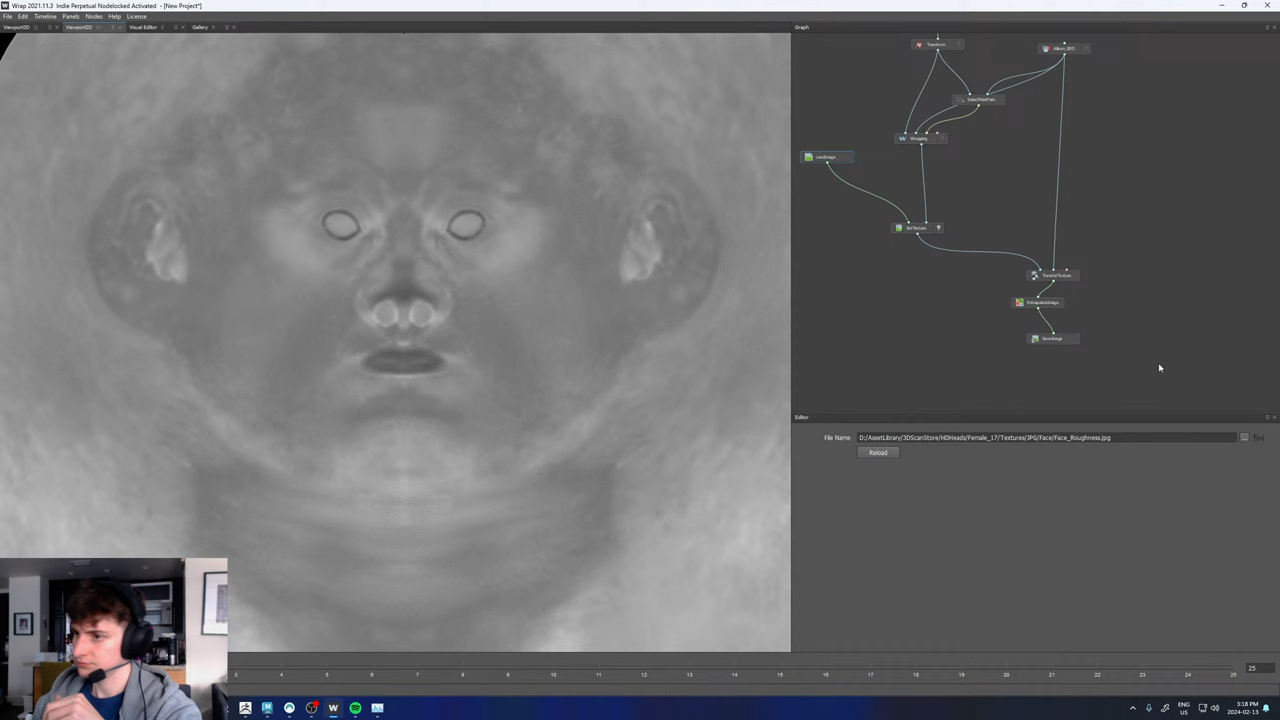 Wrap 2021.11.3 Indie Perpetual Nodelocked Activated - [New Project*]
File Edit Timeline Panels Nodes Help License
Viewport3D Viewport2D Visual Editor Gallery Graph
Transform
SelectPointPairs
Wrapping
LoadImage
SetTexture
TransferTexture
ExtrapolateImage
SaveImage
Editor
File Name D:/AssetLibrary/3DScanStore/HDHeads/Female_17/Textures/JPG/Face/Face_Roughness.jpg ... f(x)
Reload
25
3 4 5 6 7 8 9 10 11 12 13 14 15 16 17 18 19 20 21 22 23 24 25
ENG
US
3:18 PM
2024-02-13